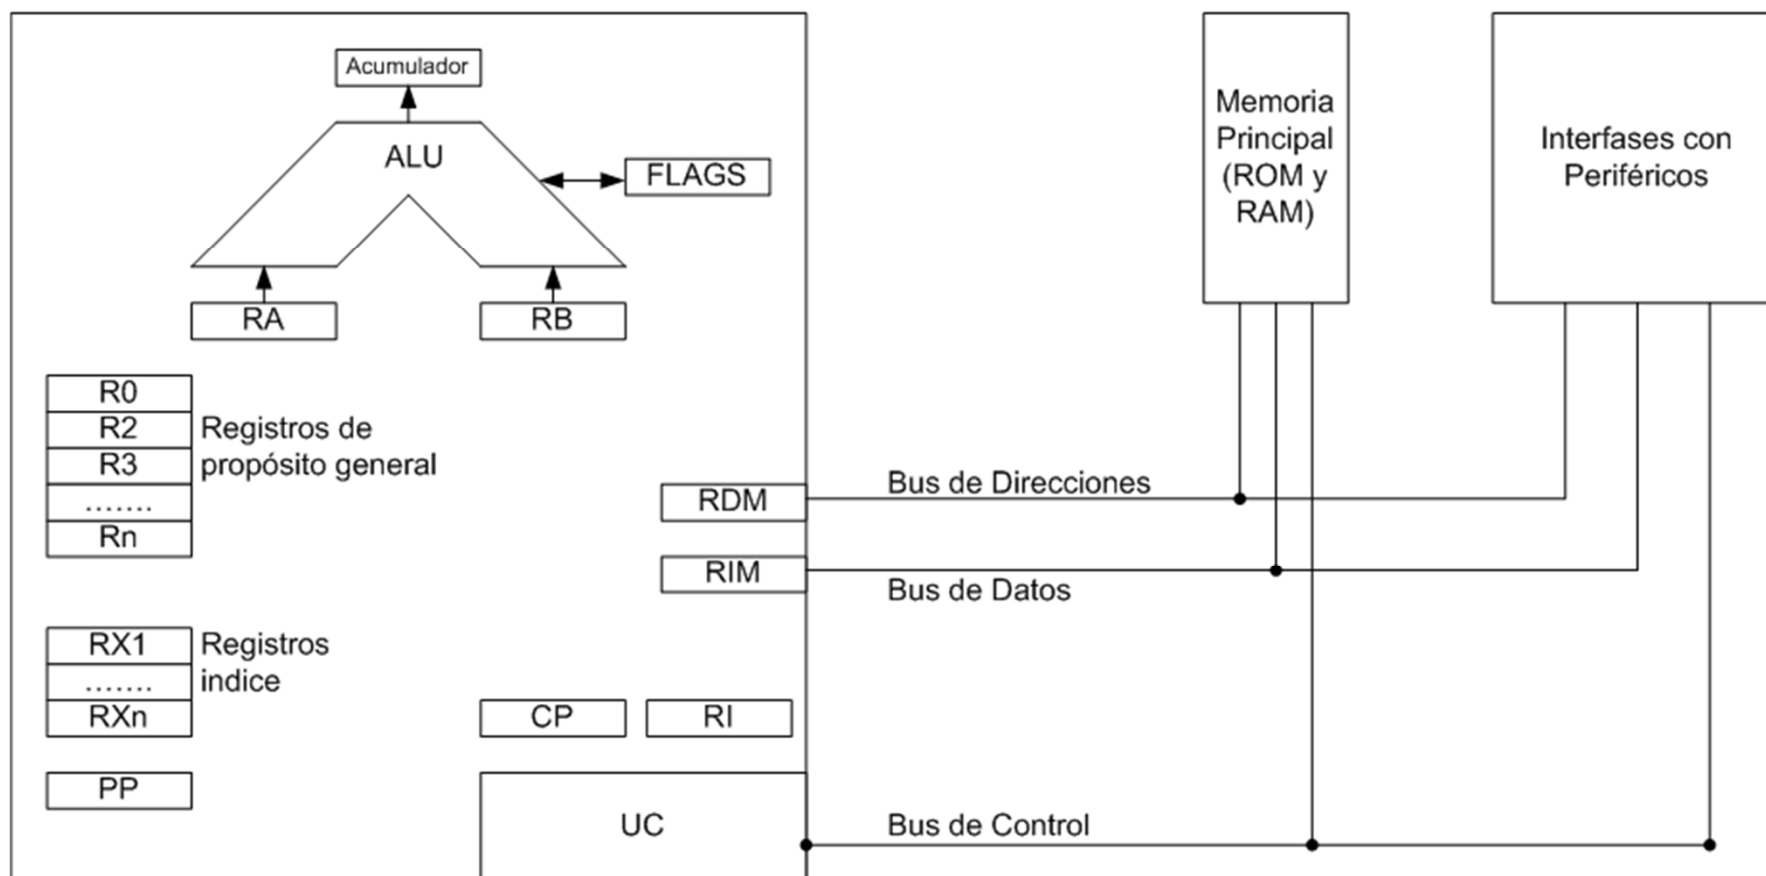 Acumulador
ALU
FLAGS
RA
RB
R0
R2
R3
.......
Rn
Registros de
propósito general
RX1
.......
RXn
Registros
indice
PP
RDM
RIM
CP
RI
UC
Bus de Direcciones
Bus de Datos
Bus de Control
Memoria
Principal
(ROM y
RAM)
Interfases con
Periféricos